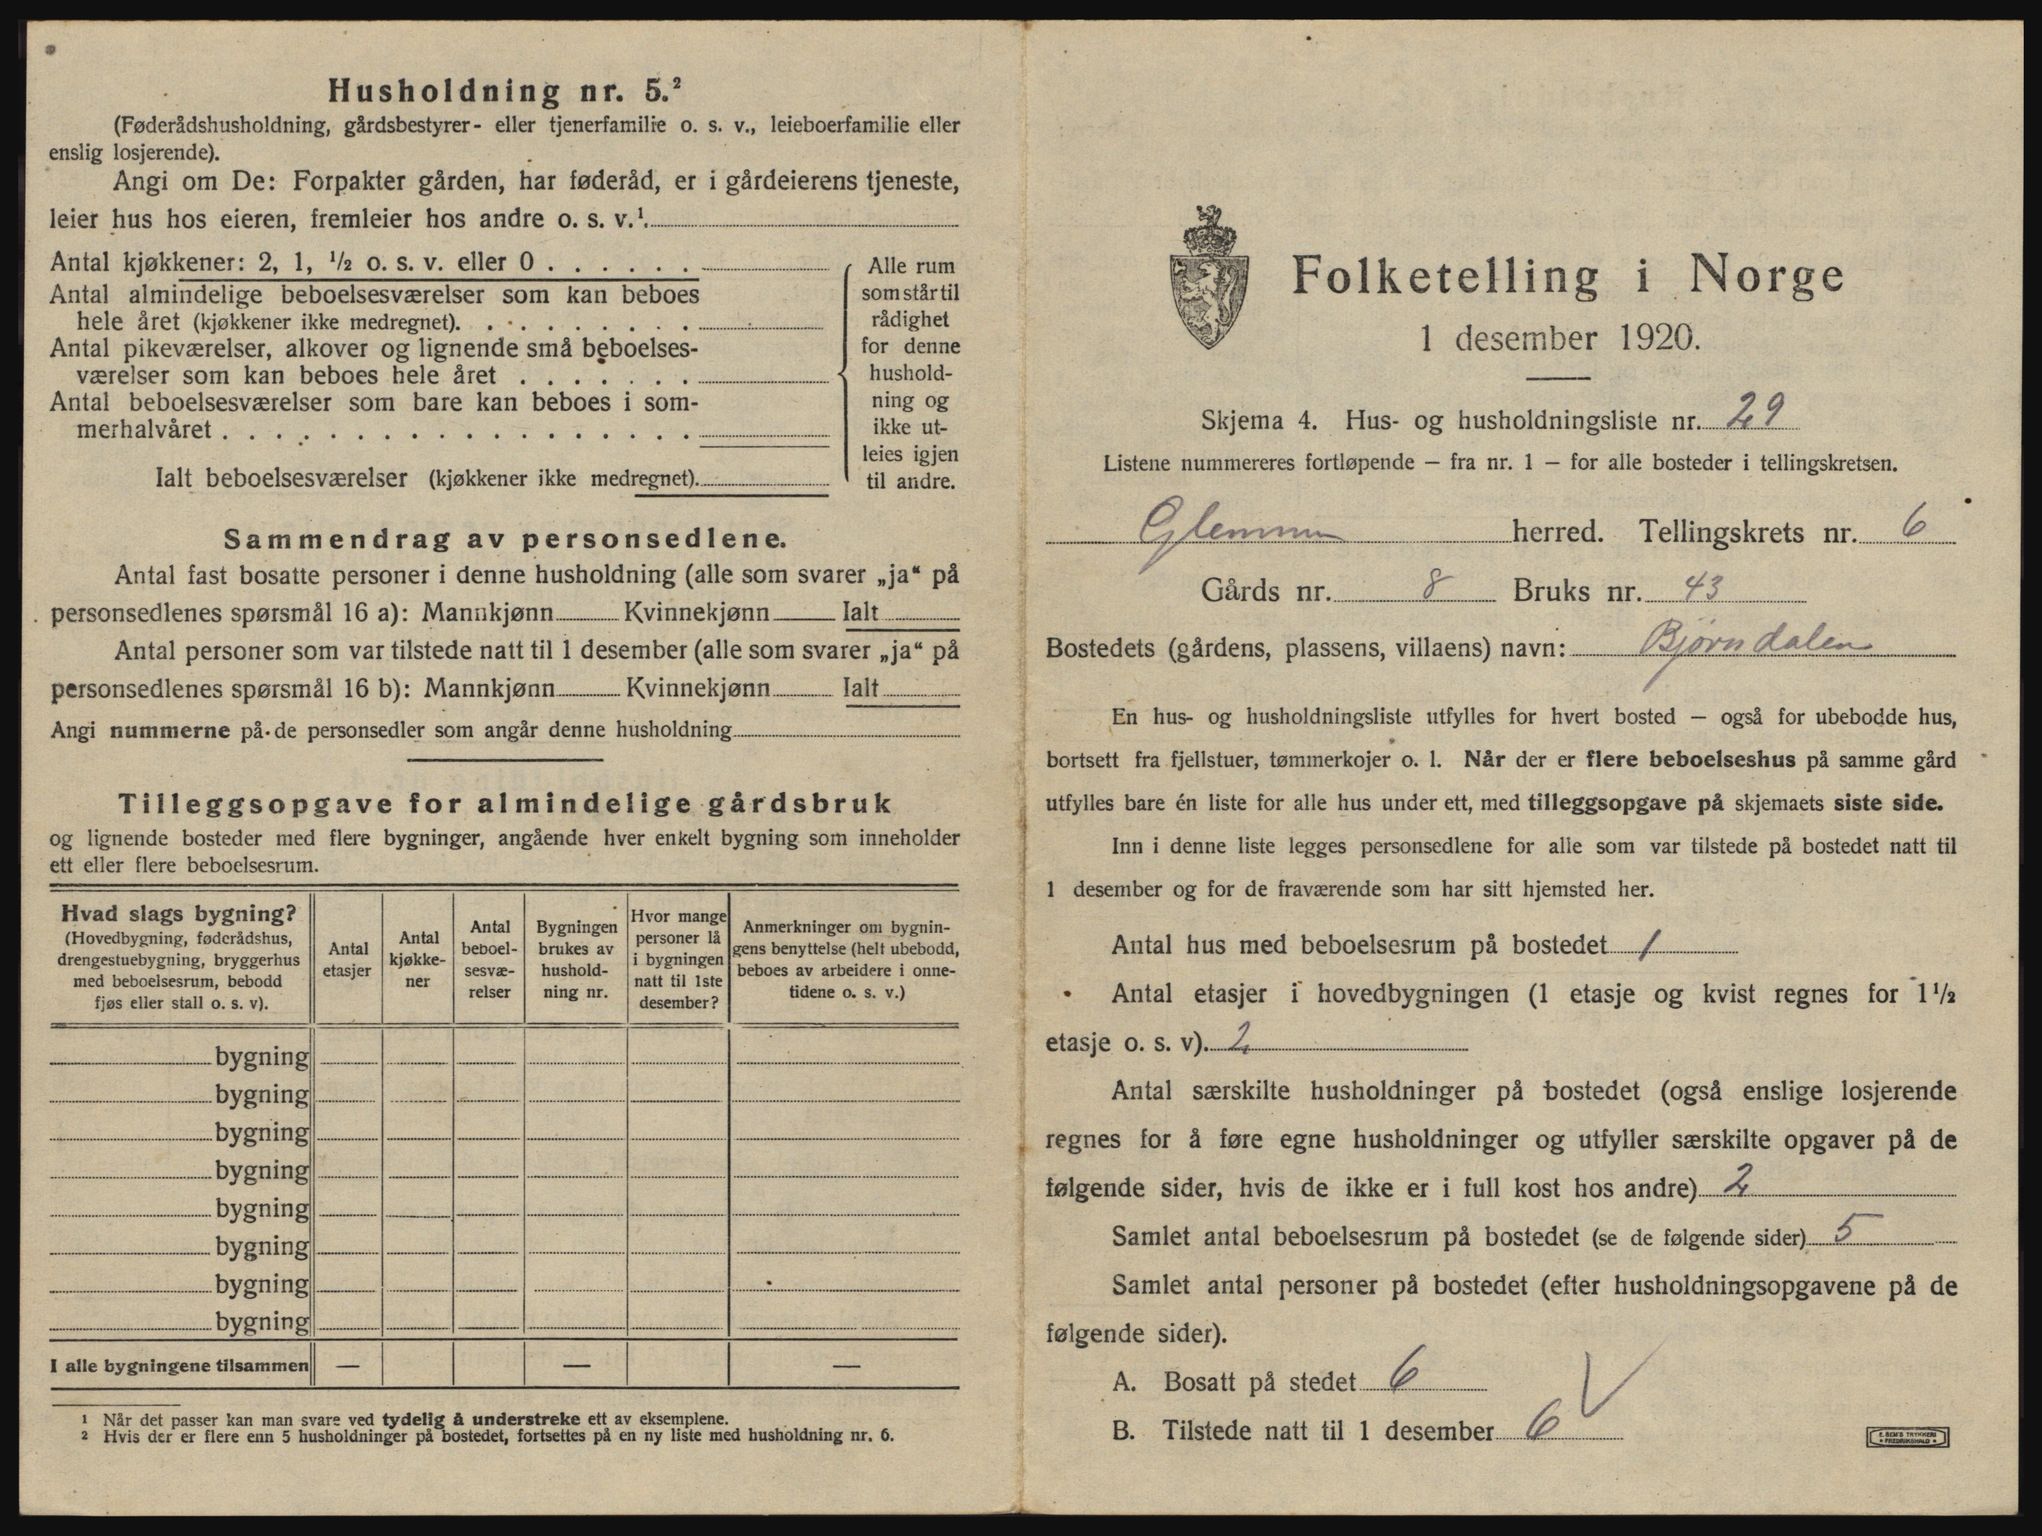 Husholdning nr. 5.²
(Føderådshusholdning, gårdsbestyrer- eller tjenerfamilie o. s. v., leieboerfamilie eller
enslig losjerende).
Angi om De: Forpakter gården, har føderåd, er i gårdeierens tjeneste,
leier hus hos eieren, fremleier hos andre o. s. v.¹.
Antal kjøkkener: 2, 1, ½ o. s. v. eller 0 . . . . . .
Antal almindelige beboelsesværelser som kan beboes
hele året (kjøkkener ikke medregnet). . . . . . . . .
Antal pikeværelser, alkover og lignende små beboelses-
værelser som kan beboes hele året . . . . . . .
Antal beboelsesværelser som bare kan beboes i som-
merhalvåret . . . . . . . . . . . . . . . . . .
Ialt beboelsesværelser (kjøkkener ikke medregnet).
Alle rum
som står til
rådighet
for denne
hushold-
ning og
ikke ut-
leies igjen
til andre.
Sammendrag av personsedlene.
Antal fast bosatte personer i denne husholdning (alle som svarer „ja“ på
personsedlenes spørsmål 16 a): Mannkjønn Kvinnekjønn Ialt
Antal personer som var tilstede natt til 1 desember (alle som svarer „ja“ på
personsedlenes spørsmål 16 b): Mannkjønn Kvinnekjønn Ialt
Angi nummerne på de personsedler som angår denne husholdning
Tilleggsopgave for almindelige gårdsbruk
og lignende bosteder med flere bygninger, angående hver enkelt bygning som inneholder
ett eller flere beboelsesrum.
Hvad slags bygning?
(Hovedbygning, føderådshus,
drengestuebygning, bryggerhus
med beboelsesrum, bebodd
fjøs eller stall o. s. v).
Antal
etasjer
Antal
kjøkke-
ner
Antal
beboel-
sesvæ-
relser
Bygningen
brukes av
hushold-
ning nr.
Hvor mange
personer lå
i bygningen
natt til 1ste
desember?
Anmerkninger om bygnin-
gens benyttelse (helt ubebodd,
beboes av arbeidere i onne-
tidene o. s. v.)
bygning
bygning
bygning
bygning
bygning
bygning
bygning
bygning
I alle bygningene tilsammen — — —
¹ Når det passer kan man svare ved tydelig å understreke ett av eksemplene.
² Hvis der er flere enn 5 husholdninger på bostedet, fortsettes på en ny liste med husholdning nr. 6.
Folketelling i Norge
1 desember 1920.
Skjema 4. Hus- og husholdningsliste nr. 29
Listene nummereres fortløpende – fra nr. 1 – for alle bosteder i tellingskretsen.
Glemmen herred. Tellingskrets nr. 6
Gårds nr. 8 Bruks nr. 43
Bostedets (gårdens, plassens, villaens) navn: Bjørndalen
En hus- og husholdningsliste utfylles for hvert bosted – også for ubebodde hus,
bortsett fra fjellstuer, tømmerkojer o. l. Når der er flere beboelseshus på samme gård
utfylles bare én liste for alle hus under ett, med tilleggsopgave på skjemaets siste side.
Inn i denne liste legges personsedlene for alle som var tilstede på bostedet natt til
1 desember og for de fraværende som har sitt hjemsted her.
Antal hus med beboelsesrum på bostedet 1
Antal etasjer i hovedbygningen (1 etasje og kvist regnes for 1½
etasje o. s. v). 2
Antal særskilte husholdninger på bostedet (også enslige losjerende
regnes for å føre egne husholdninger og utfyller særskilte opgaver på de
følgende sider, hvis de ikke er i full kost hos andre) 2
Samlet antal beboelsesrum på bostedet (se de følgende sider) 5
Samlet antal personer på bostedet (efter husholdningsopgavene på de
følgende sider).
A. Bosatt på stedet 6
B. Tilstede natt til 1 desember 6
E. SEM'S TRYKKERI
FREDRIKSHALD